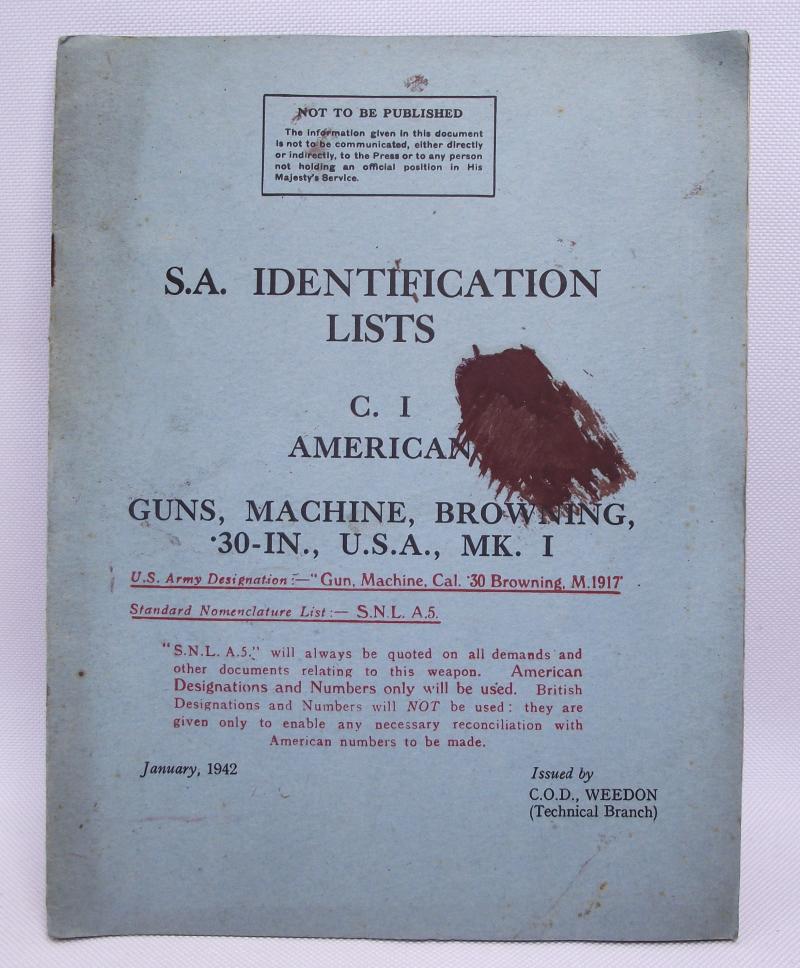 NOT TO BE PUBLISHED
The information given in this document
is not to be communicated, either directly
or indirectly, to the Press or to any person
not holding an official position in His
Majesty's Service.
S.A. IDENTIFICATION
LISTS
C. I
AMERICAN
GUNS, MACHINE, BROWNING,
·30-IN., U.S.A., MK. I
U.S. Army Designation :—"Gun, Machine, Cal. ·30 Browning, M.1917"
Standard Nomenclature List :— S.N.L. A.5.
"S.N.L. A.5." will always be quoted on all demands and
other documents relating to this weapon. American
Designations and Numbers only will be used. British
Designations and Numbers will NOT be used : they are
given only to enable any necessary reconciliation with
American numbers to be made.
January, 1942
Issued by
C.O.D., WEEDON
(Technical Branch)